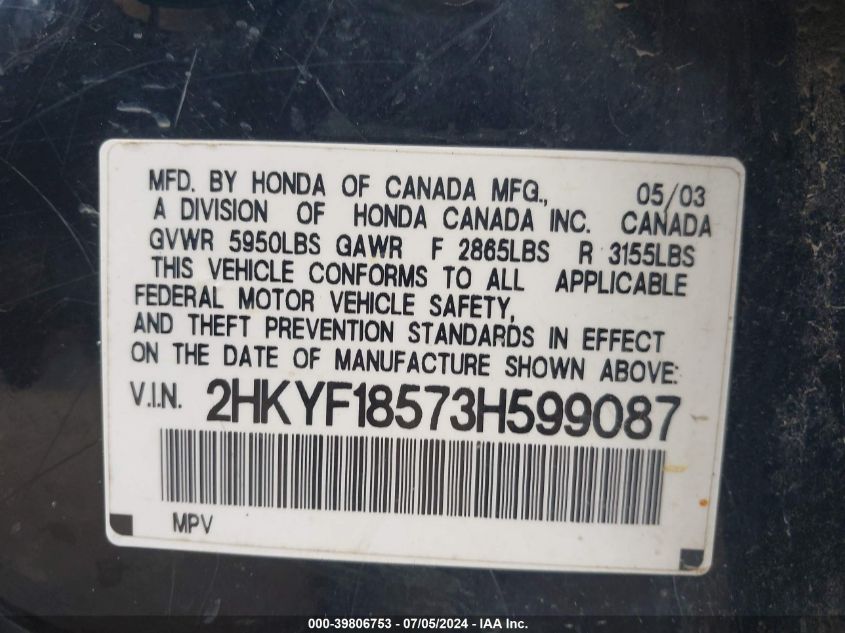 MFD. BY HONDA OF CANADA MFG., 05/03
A DIVISION OF HONDA CANADA INC. CANADA
GVWR 5950LBS GAWR F 2865LBS R 3155LBS
THIS VEHICLE CONFORMS TO ALL APPLICABLE
FEDERAL MOTOR VEHICLE SAFETY,
AND THEFT PREVENTION STANDARDS IN EFFECT
ON THE DATE OF MANUFACTURE SHOWN ABOVE:
V.I.N. 2HKYF18573H599087
MPV
000-39806753 - 07/05/2024 - IAA Inc.